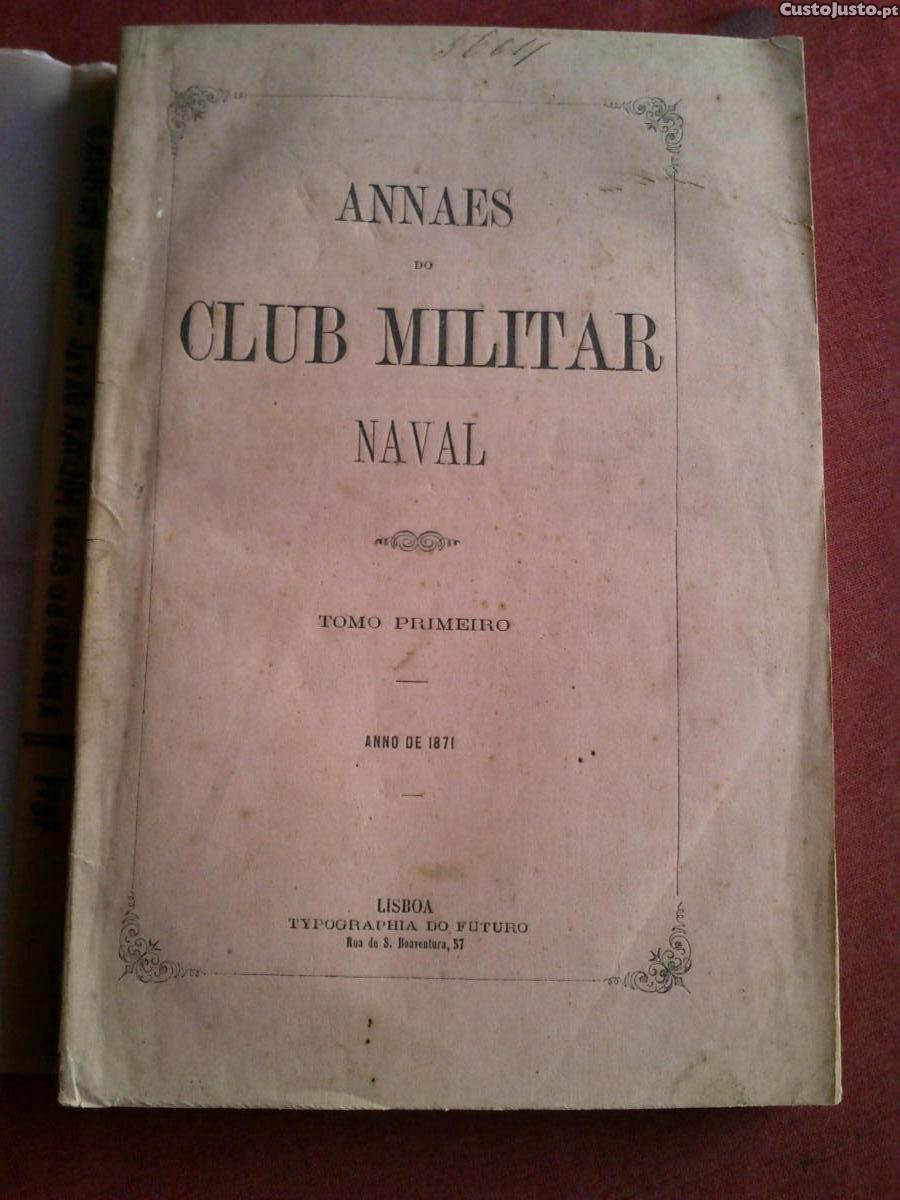 CustoJusto.pt
5604
ANNAES
DO
CLUB MILITAR
NAVAL
TOMO PRIMEIRO
ANNO DE 1871
LISBOA
TYPOGRAPHIA DO FUTURO
Rua de S. Boaventura, 57